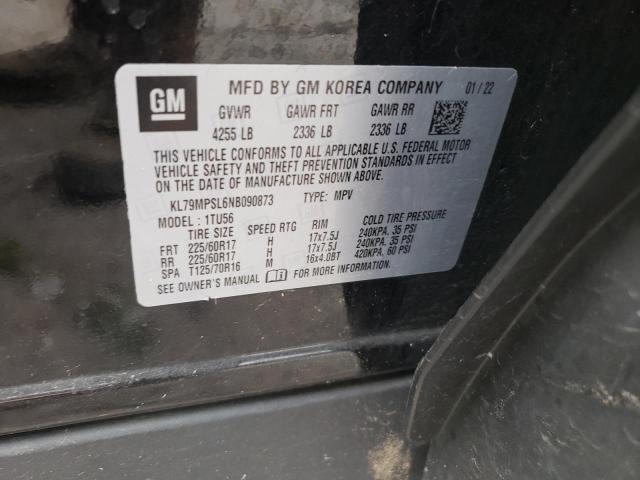 GM MFD BY GM KOREA COMPANY 01/22
GVWR GAWR FRT GAWR RR
4255 LB 2336 LB 2336 LB
THIS VEHICLE CONFORMS TO ALL APPLICABLE U.S. FEDERAL MOTOR
VEHICLE SAFETY AND THEFT PREVENTION STANDARDS IN EFFECT
ON THE DATE OF MANUFACTURE SHOWN ABOVE.
KL79MPSL6NB090873 TYPE: MPV
MODEL: 1TU56
TIRE SIZE SPEED RTG RIM COLD TIRE PRESSURE
FRT 225/60R17 H 17x7.5J 240KPA, 35 PSI
RR 225/60R17 H 17x7.5J 240KPA, 35 PSI
SPA T125/70R16 M 16x4.0BT 420KPA, 60 PSI
SEE OWNER'S MANUAL FOR MORE INFORMATION.